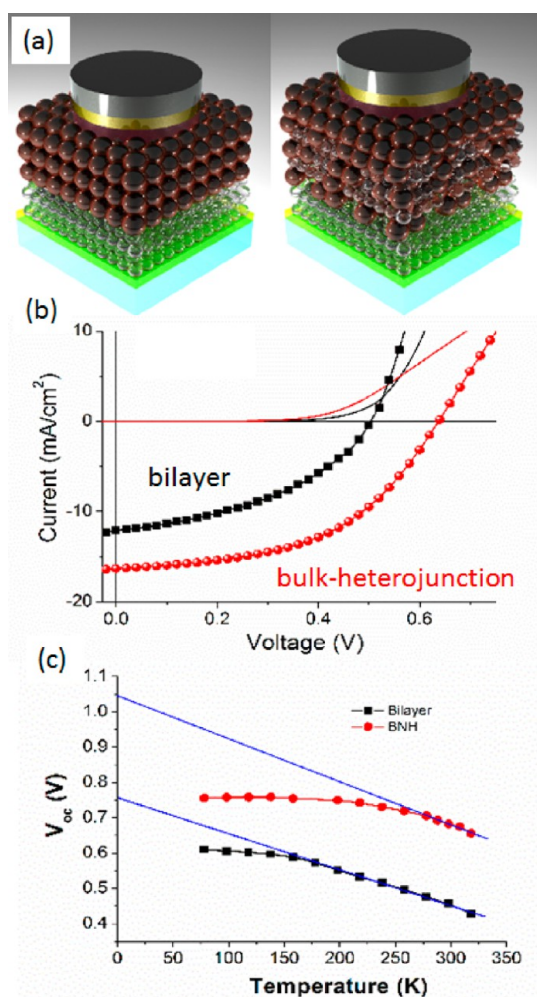 (a)
(b)
10
0
-10
-20
Current (mA/cm²)
bilayer
bulk-heterojunction
0.0 0.2 0.4 0.6
Voltage (V)
(c)
1.1
1.0
0.9
0.8
0.7
0.6
0.5
0.4
V_oc (V)
Bilayer
BNH
0 50 100 150 200 250 300 350
Temperature (K)